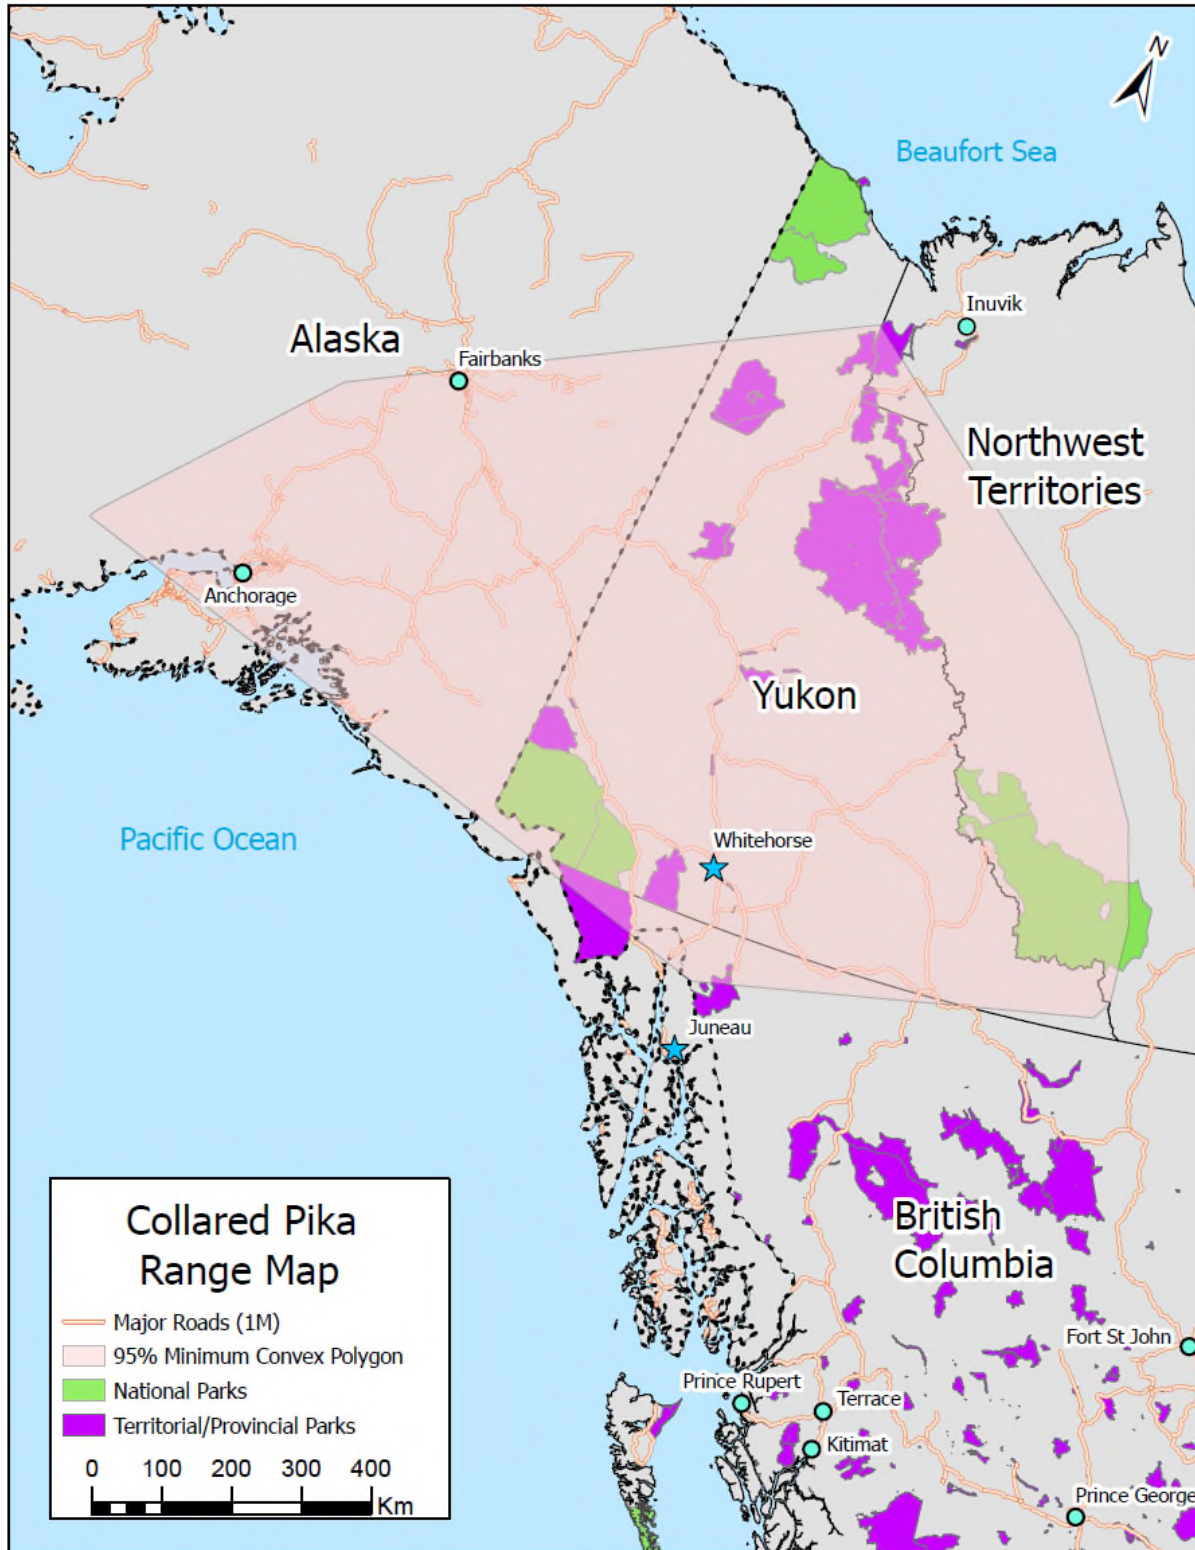 N
Beaufort Sea
Inuvik
Alaska
Fairbanks
Northwest
Territories
Anchorage
Yukon
Pacific Ocean
Whitehorse
Juneau
British
Columbia
Fort St John
Prince Rupert
Terrace
Kitimat
Prince George
Collared Pika
Range Map
Major Roads (1M)
95% Minimum Convex Polygon
National Parks
Territorial/Provincial Parks
0 100 200 300 400
Km